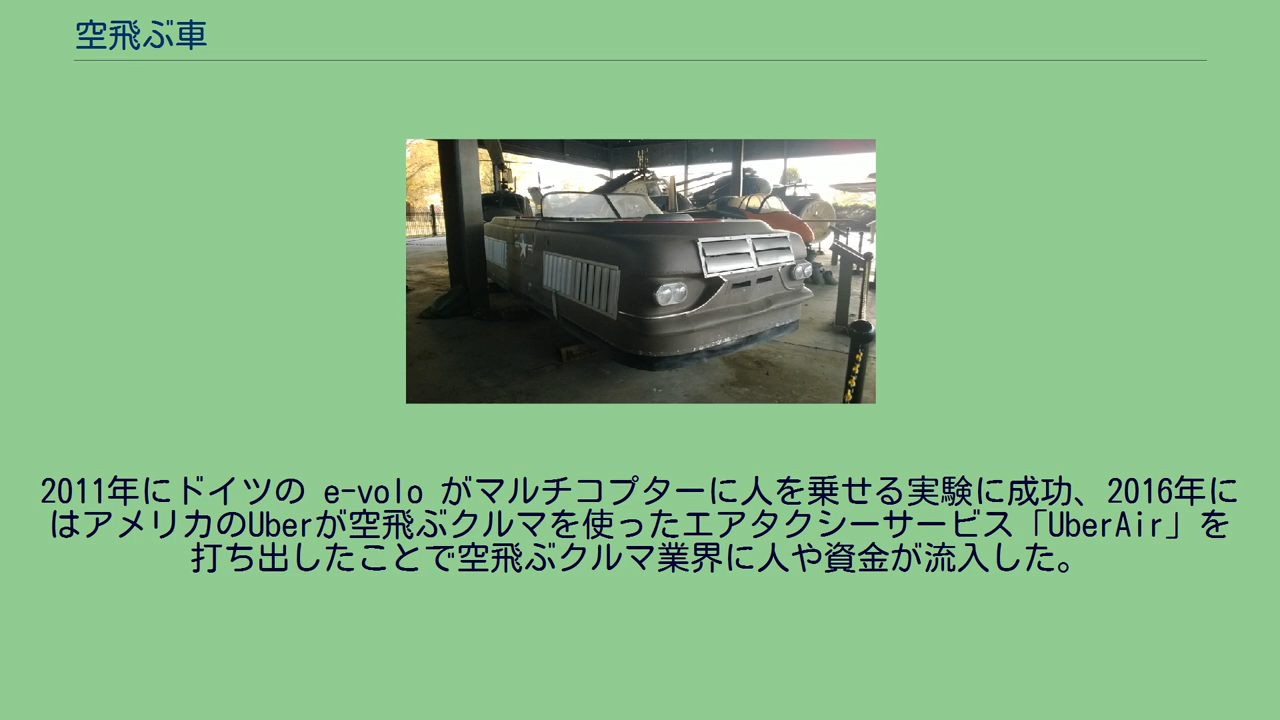 空飛ぶ車
2011年にドイツの e-volo がマルチコプターに人を乗せる実験に成功、2016年に
はアメリカのUberが空飛ぶクルマを使ったエアタクシーサービス「UberAir」を
打ち出したことで空飛ぶクルマ業界に人や資金が流入した。